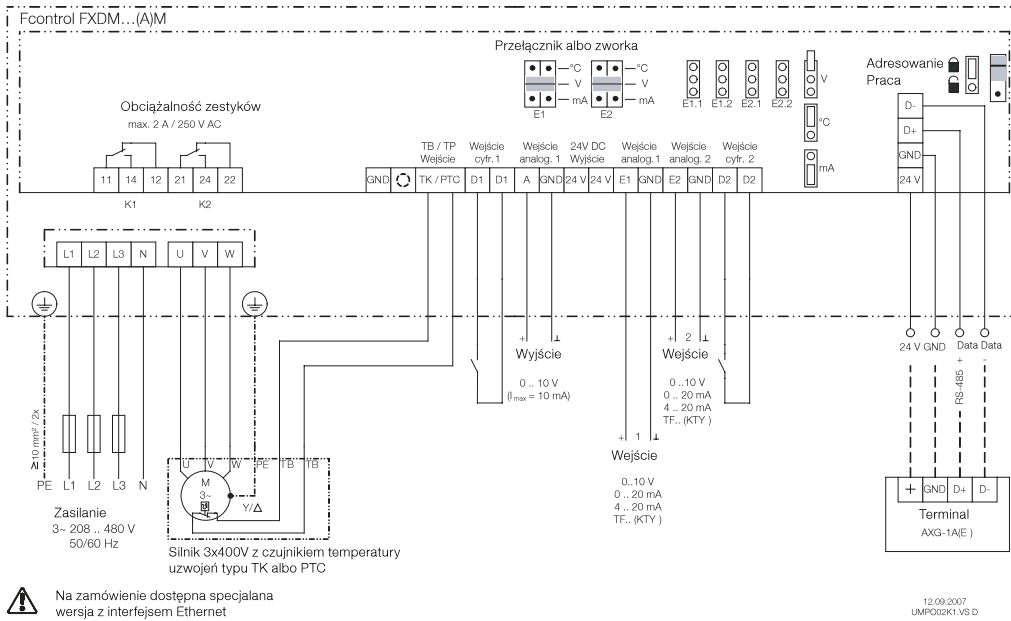 Fcontrol FXDM...(A)M
Przełącznik albo zworka
°C
V
mA
E1
°C
V
mA
E2
E1.1 E1.2 E2.1 E2.2
V
°C
mA
Adresowanie
Praca
D-
D+
GND
24 V
Obciążalność zestyków
max. 2 A / 250 V AC
11 14 12 21 24 22
K1 K2
TB / TP
Wejście
Wejście
cyfr. 1
Wejście
analog. 1
24V DC
Wyjście
Wejście
analog. 1
Wejście
analog. 2
Wejście
cyfr. 2
GND TK / PTC D1 D1 A GND 24 V 24 V E1 GND E2 GND D2 D2
L1 L2 L3 N U V W
+ ⊥
Wyjście
0 .. 10 V
(I max = 10 mA)
+ 2 ⊥
Wejście
0 ..10 V
0 .. 20 mA
4 .. 20 mA
TF.. (KTY )
+ 1 ⊥
Wejście
0..10 V
0 .. 20 mA
4 .. 20 mA
TF.. (KTY )
24 V GND Data Data
+ -
RS-485
+ GND D+ D-
Terminal
AXG-1A(E )
≥10 mm² / 2x
PE L1 L2 L3 N
Zasilanie
3~ 208 .. 480 V
50/60 Hz
U V W PE TB TB
M
3~
Y/Δ
Silnik 3x400V z czujnikiem temperatury
uzwojeń typu TK albo PTC
Na zamówienie dostępna specjalana
wersja z interfejsem Ethernet
12.09.2007
UMPO02K1.VS D